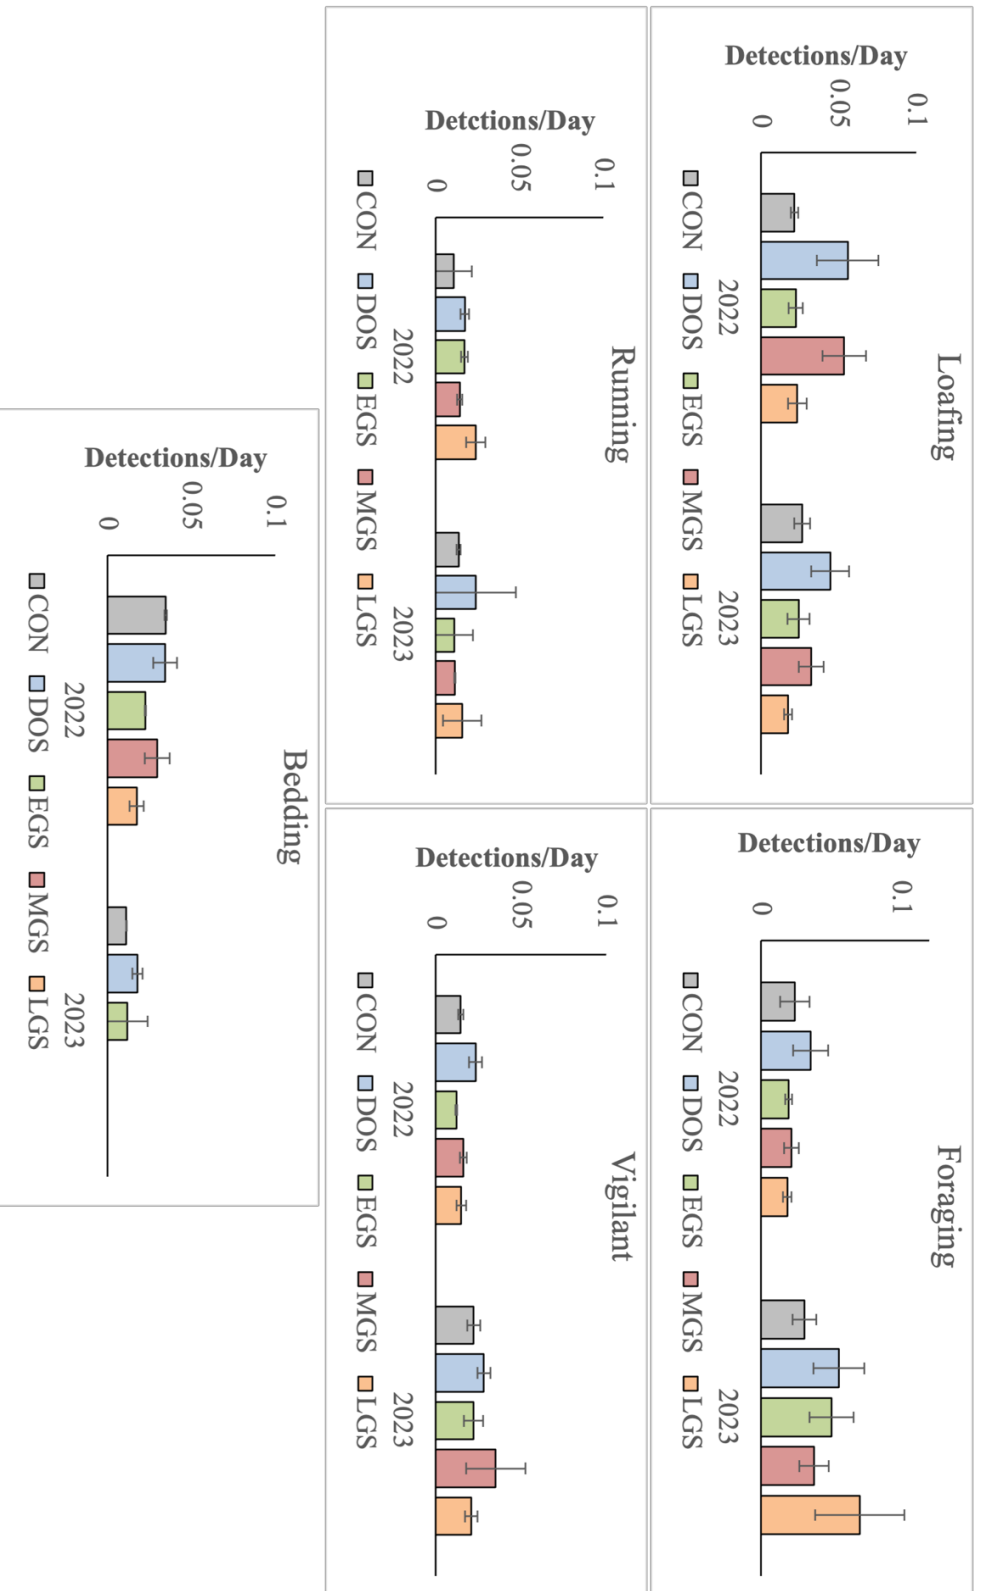 Loafing
Detections/Day
0.1
0.05
0
2022 2023
CON DOS EGS MGS LGS
Foraging
Detections/Day
0.1
0
2022 2023
CON DOS EGS MGS LGS
Running
Detctions/Day
0.1
0.05
0
2022 2023
CON DOS EGS MGS LGS
Vigilant
Detections/Day
0.1
0.05
0
2022 2023
CON DOS EGS MGS LGS
Bedding
Detections/Day
0.1
0.05
0
2022 2023
CON DOS EGS MGS LGS